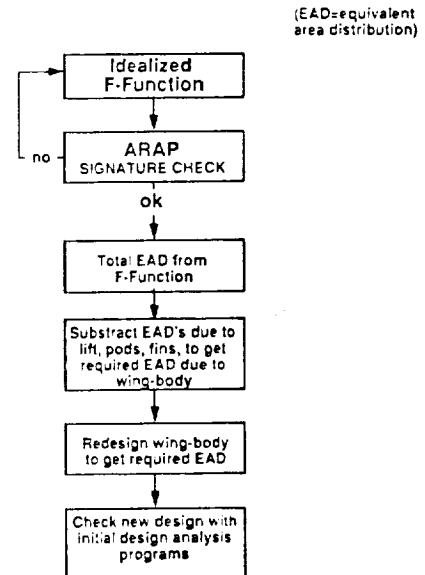 (EAD=equivalent
area distribution)
Idealized
F-Function
no
ARAP
SIGNATURE CHECK
ok
Total EAD from
F-Function
Substract EAD's due to
lift, pods, fins, to get
required EAD due to
wing-body
Redesign wing-body
to get required EAD
Check new design with
initial design analysis
programs